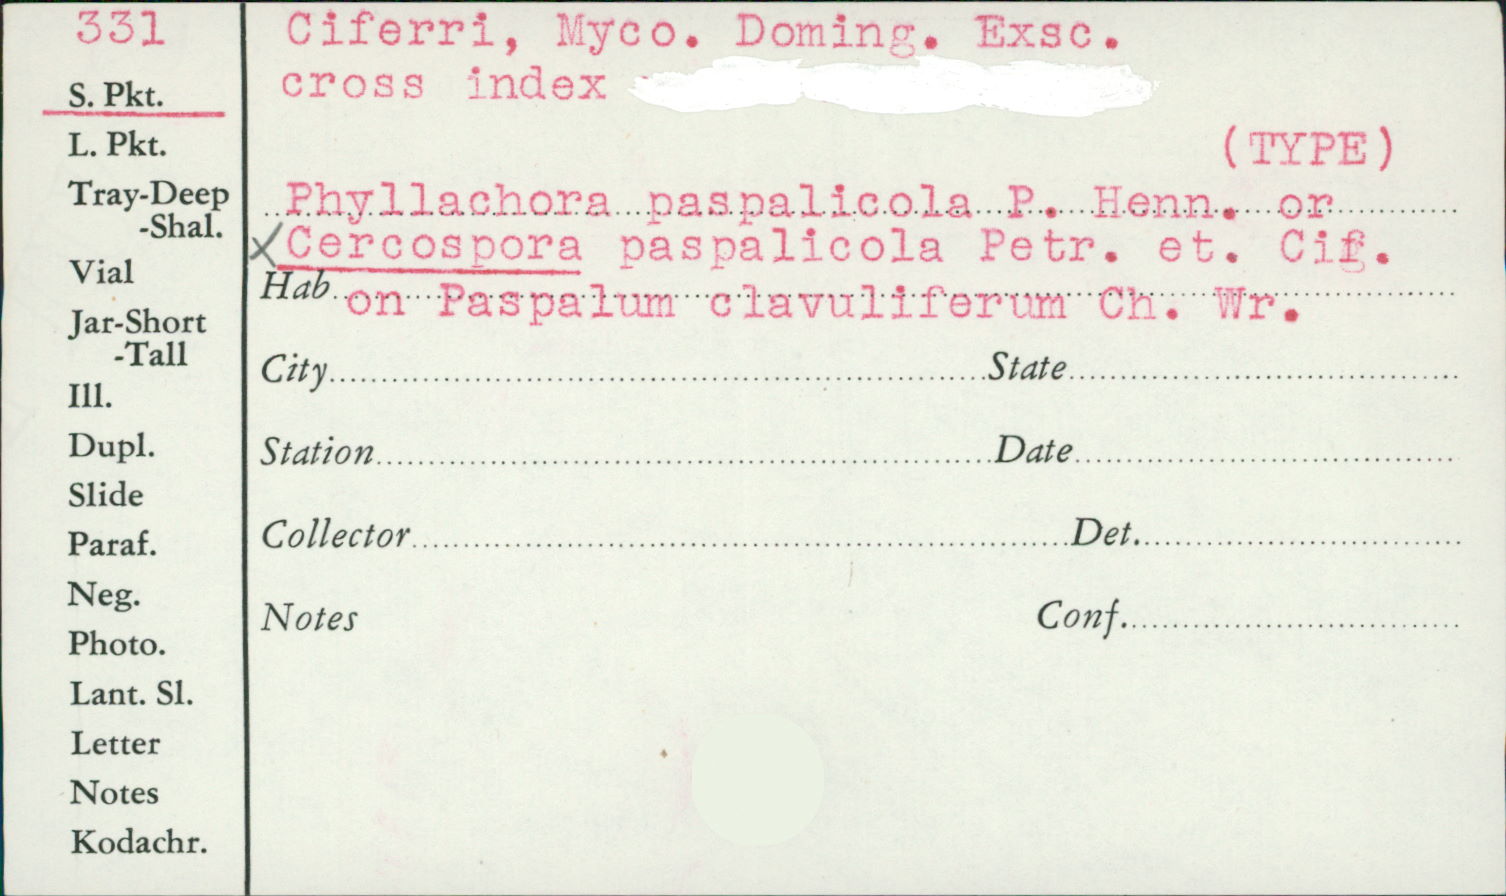 331
Ciferri, Myco. Doming. Exsc.
cross index
(TYPE)
Phyllachora paspalicola P. Henn. or
XCercospora paspalicola Petr. et. Cif.
Hab on Paspalum clavuliferum Ch. Wr.
City
State
Station
Date
Collector
Det.
Notes
Conf.
S. Pkt.
L. Pkt.
Tray-Deep
-Shal.
Vial
Jar-Short
-Tall
Ill.
Dupl.
Slide
Paraf.
Neg.
Photo.
Lant. Sl.
Letter
Notes
Kodachr.